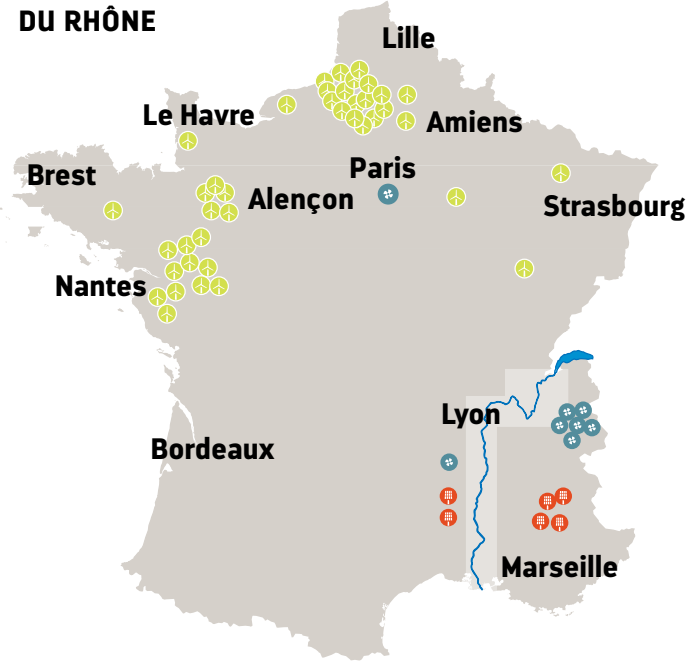 DU RHÔNE
Lille
Le Havre
Amiens
Brest
Paris
Alençon
Strasbourg
Nantes
Lyon
Bordeaux
Marseille